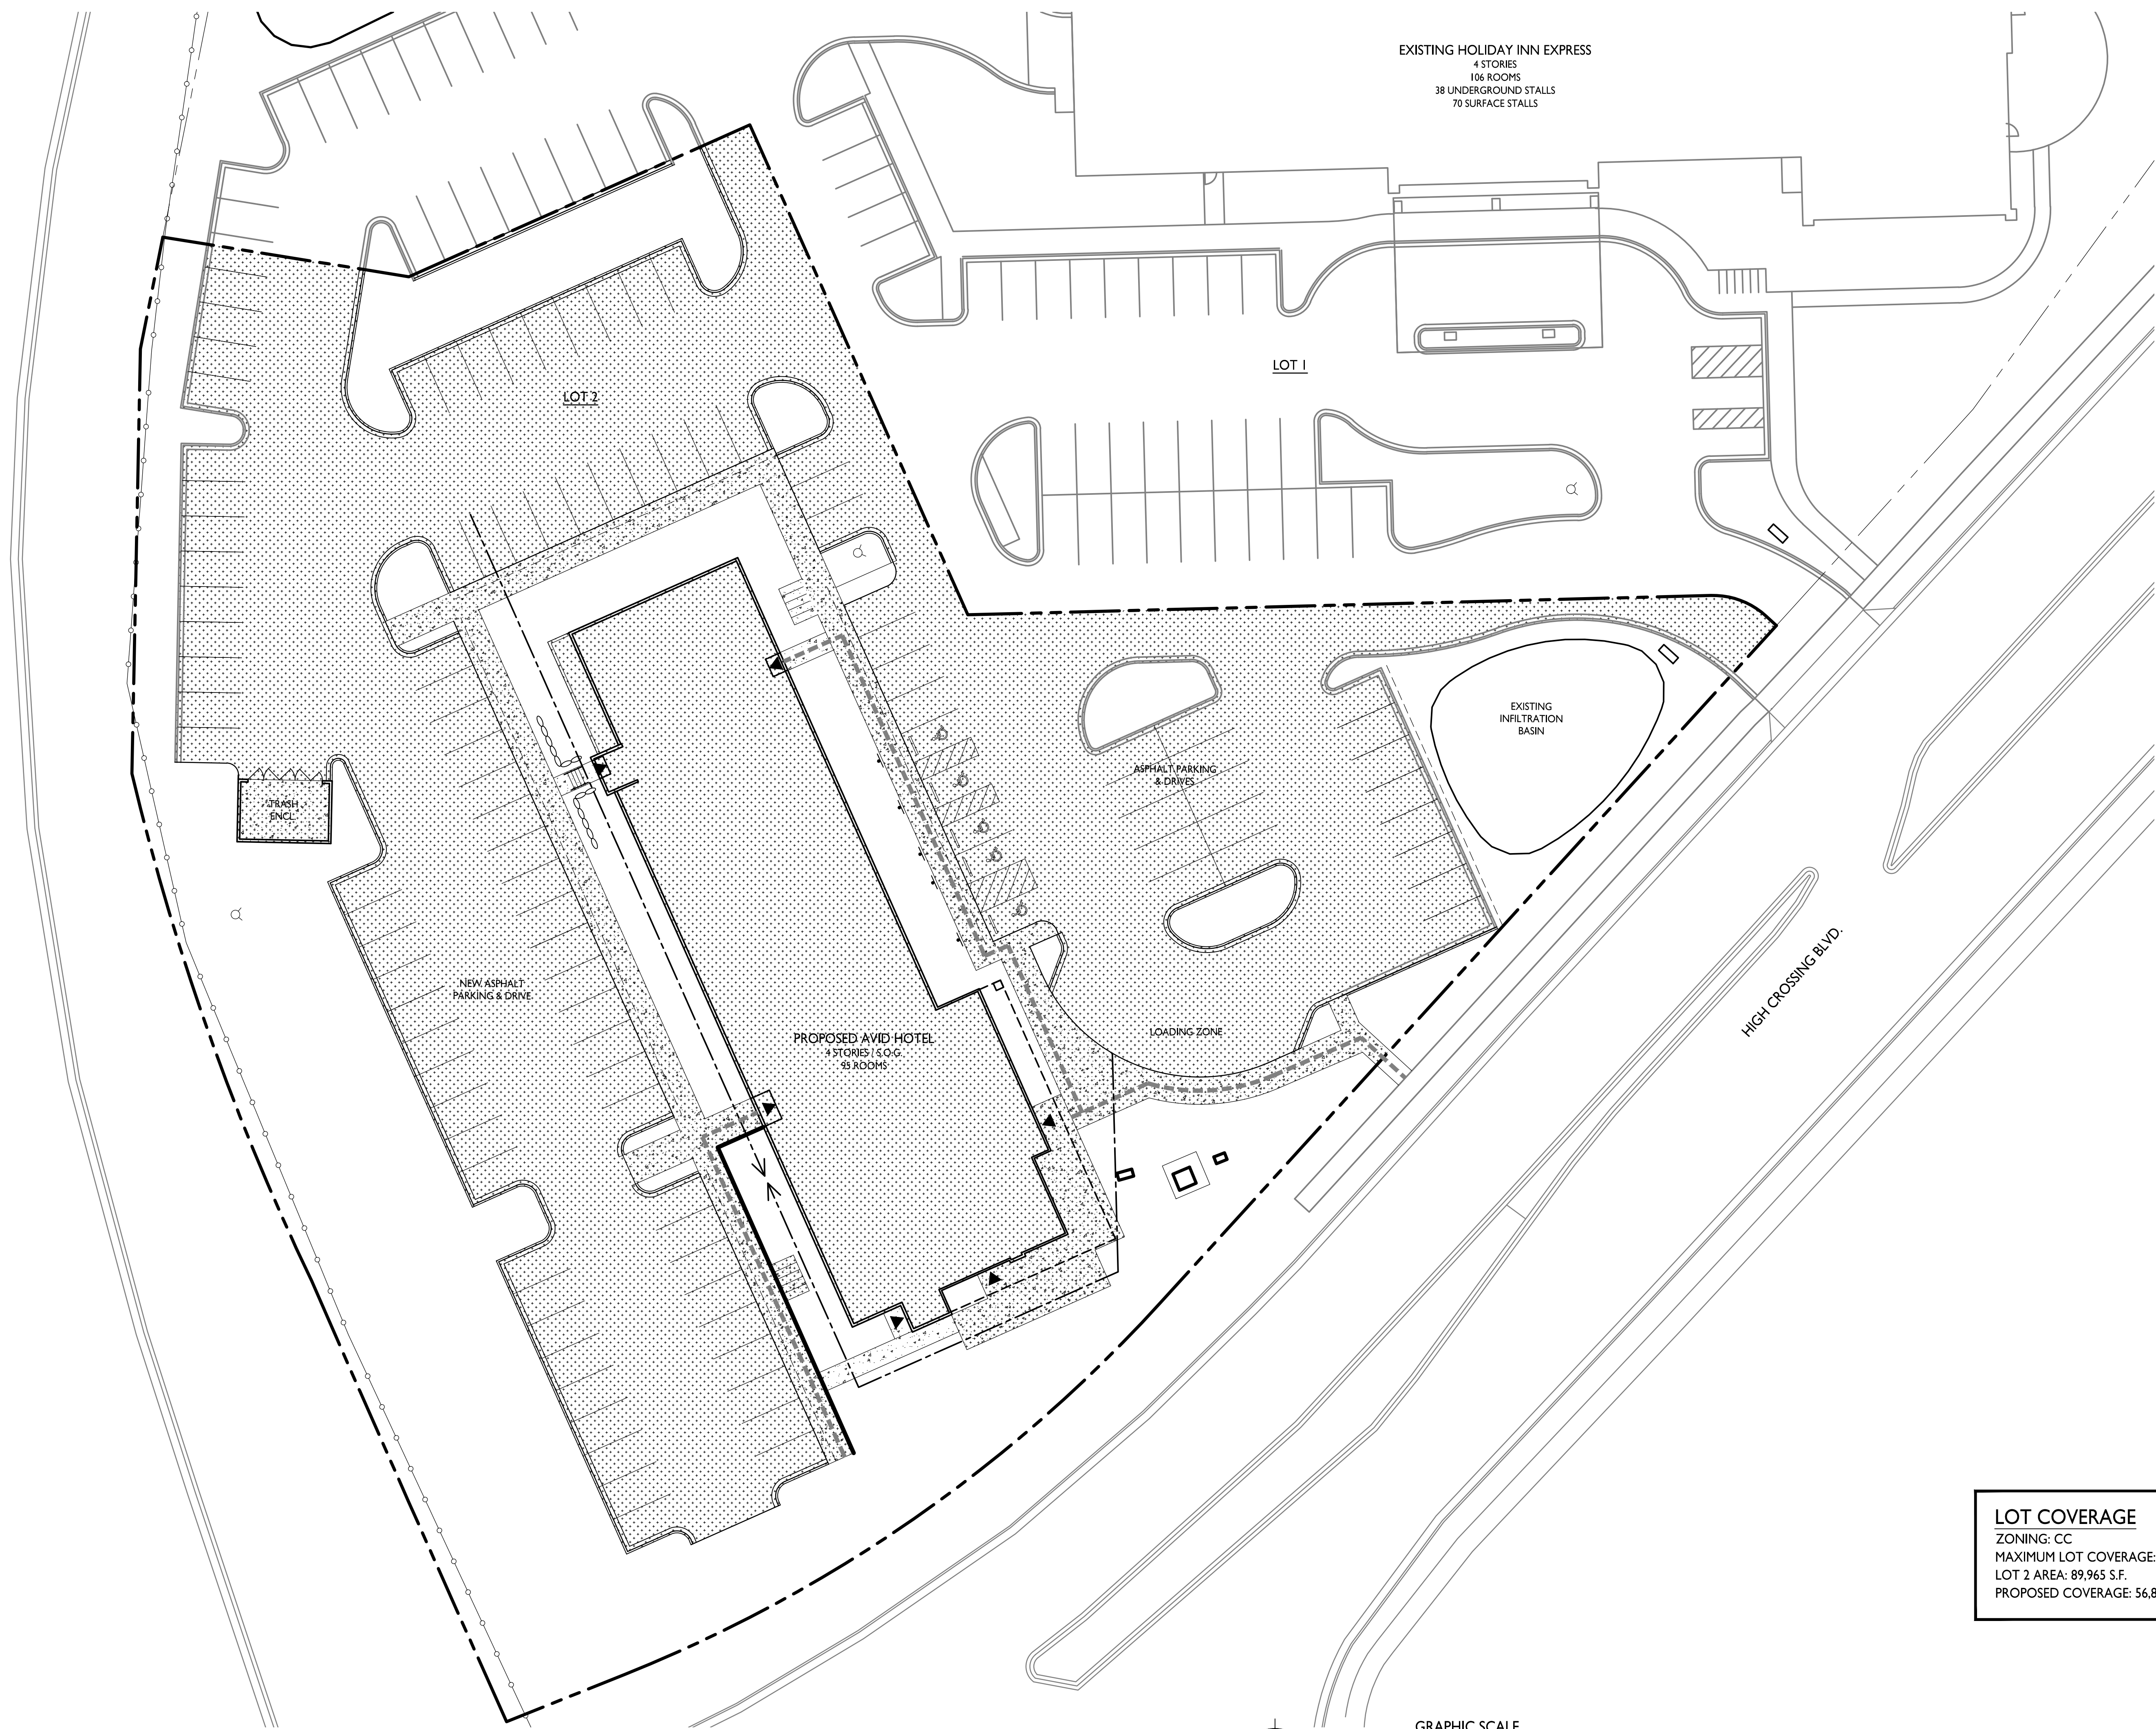 EXISTING HOLIDAY INN EXPRESS
4 STORIES
106 ROOMS
38 UNDERGROUND STALLS
70 SURFACE STALLS
LOT 1
LOT 2
EXISTING
INFILTRATION
BASIN
ASPHALT PARKING
& DRIVES
TRASH
ENCL.
NEW ASPHALT
PARKING & DRIVE
PROPOSED AVID HOTEL
4 STORIES / S.O.G.
95 ROOMS
LOADING ZONE
HIGH CROSSING BLVD.
LOT COVERAGE
ZONING: CC
MAXIMUM LOT COVERAGE:
LOT 2 AREA: 89,965 S.F.
PROPOSED COVERAGE: 56,8
GRAPHIC SCALE